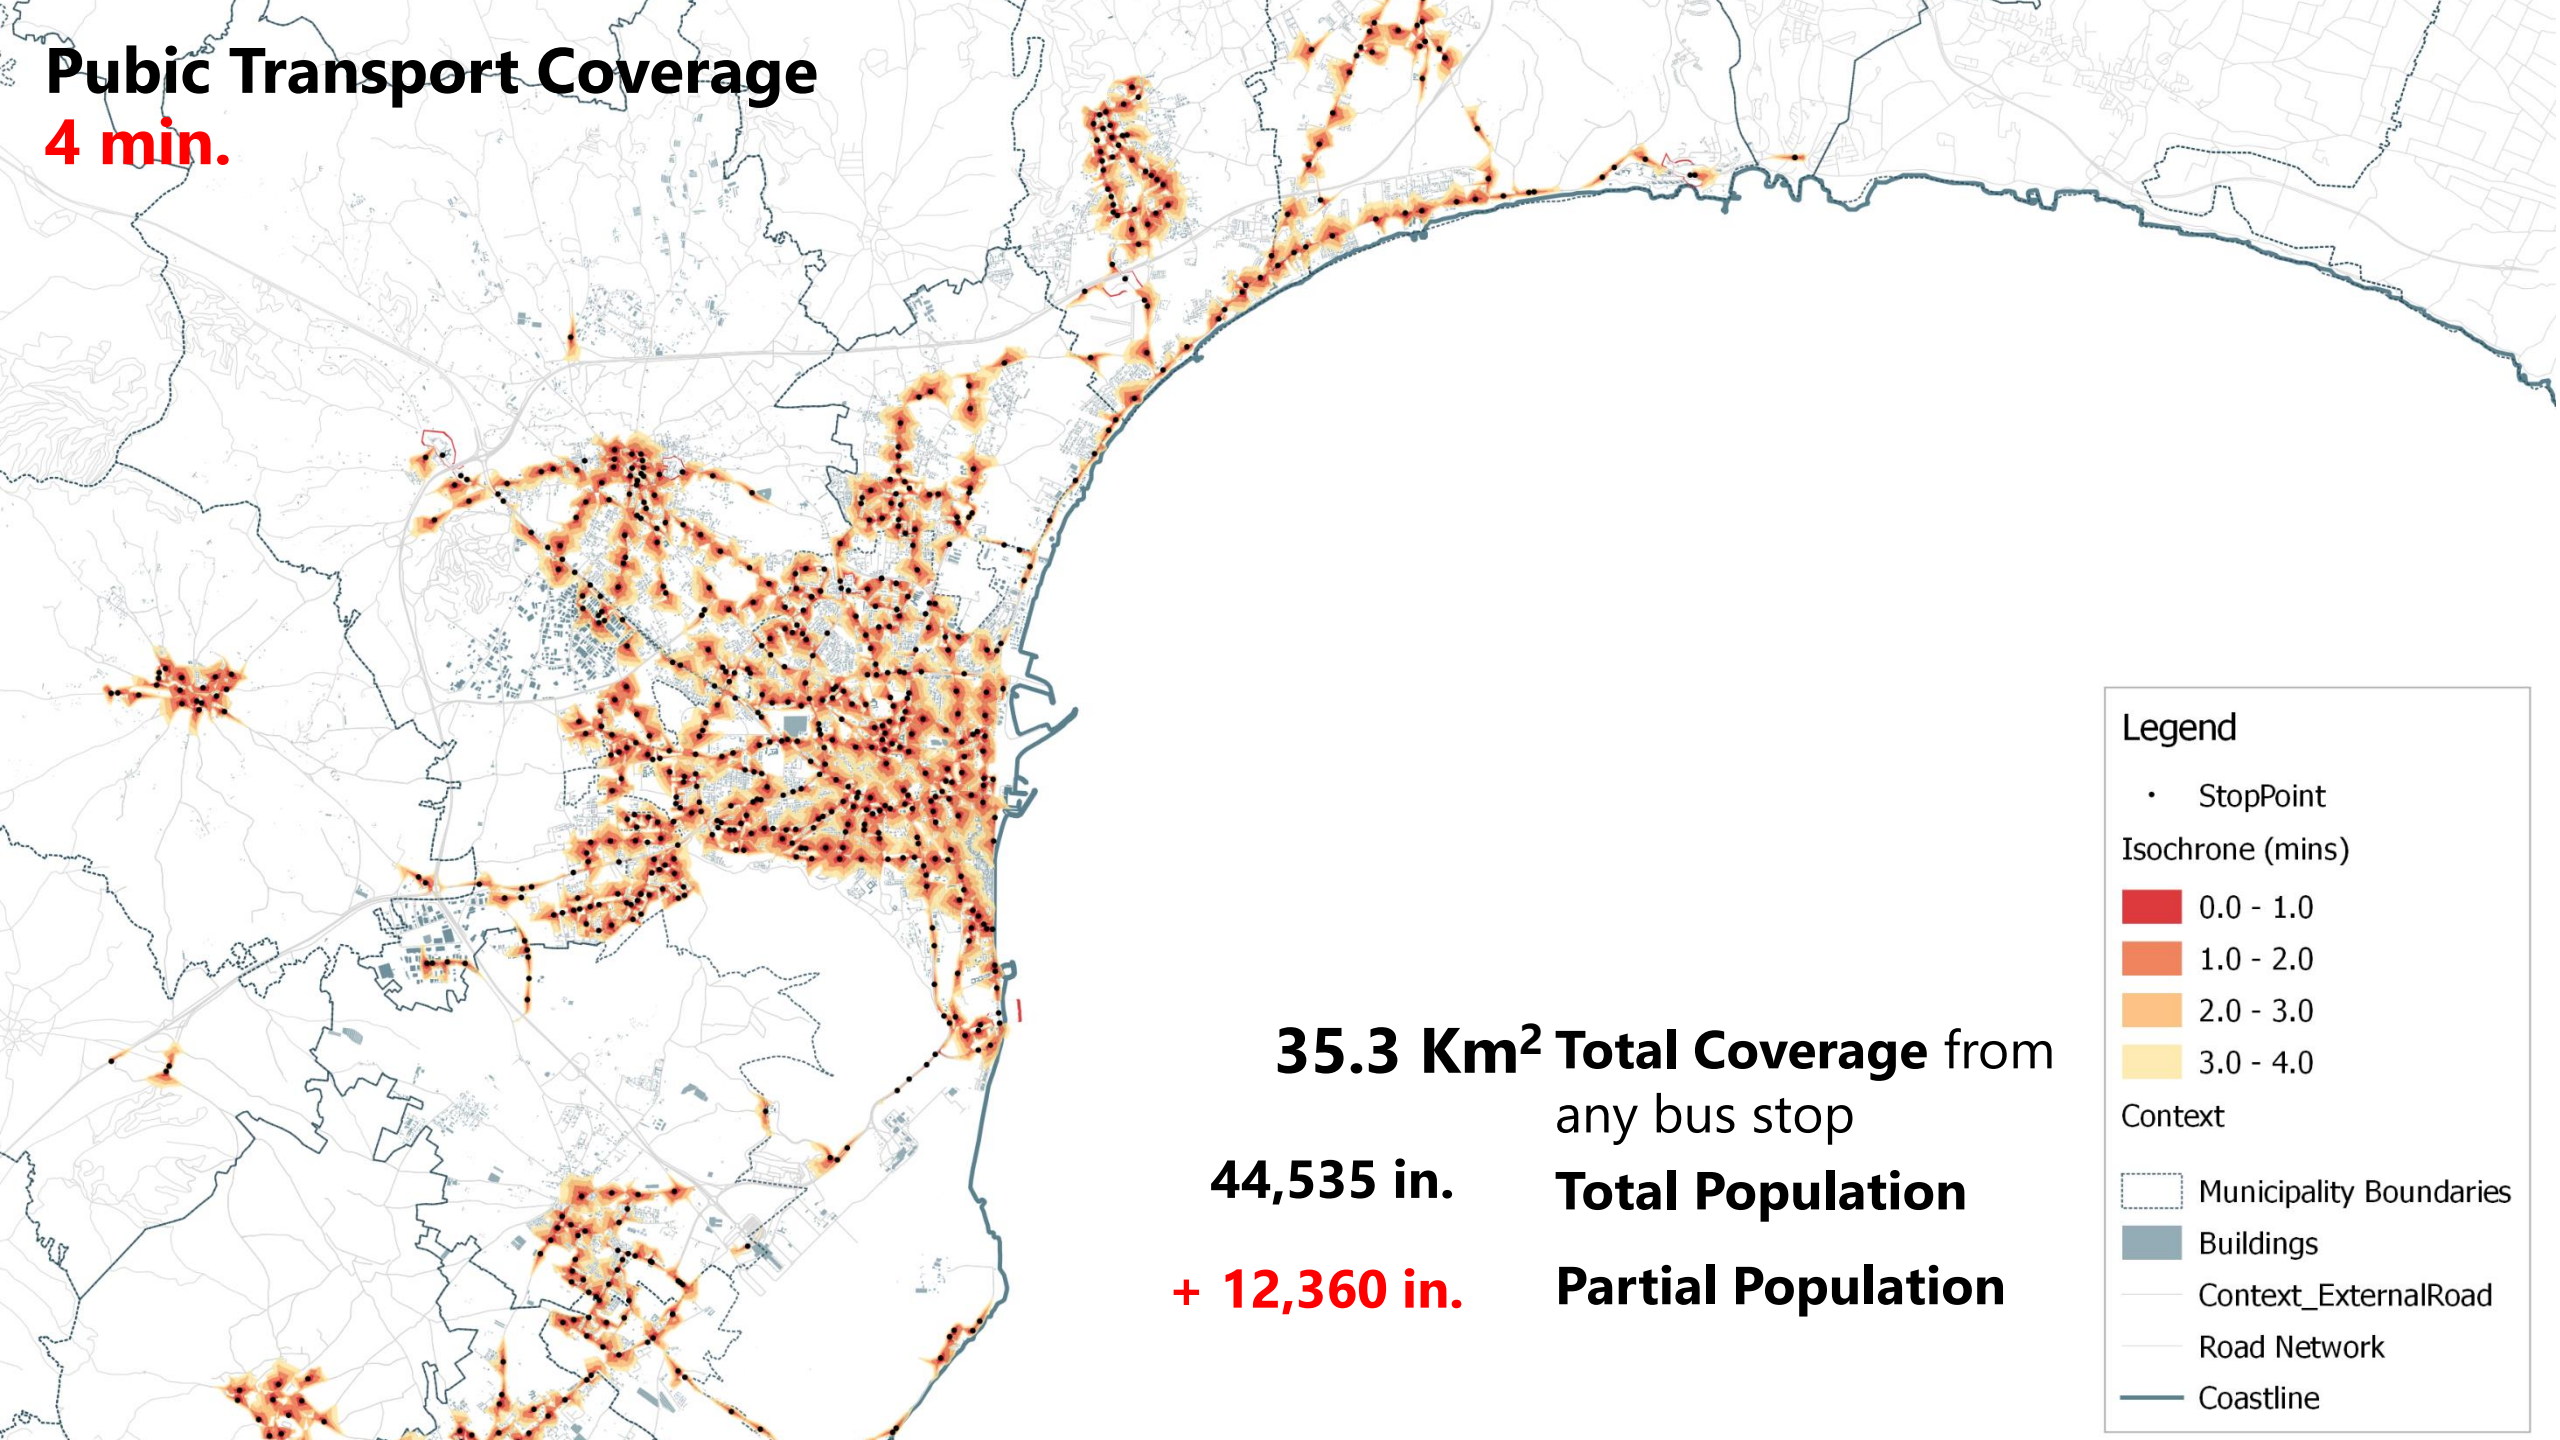 Pubic Transport Coverage
4 min.
35.3 Km² Total Coverage from
any bus stop
44,535 in. Total Population
+ 12,360 in. Partial Population
Legend
StopPoint
Isochrone (mins)
0.0 - 1.0
1.0 - 2.0
2.0 - 3.0
3.0 - 4.0
Context
Municipality Boundaries
Buildings
Context_ExternalRoad
Road Network
Coastline